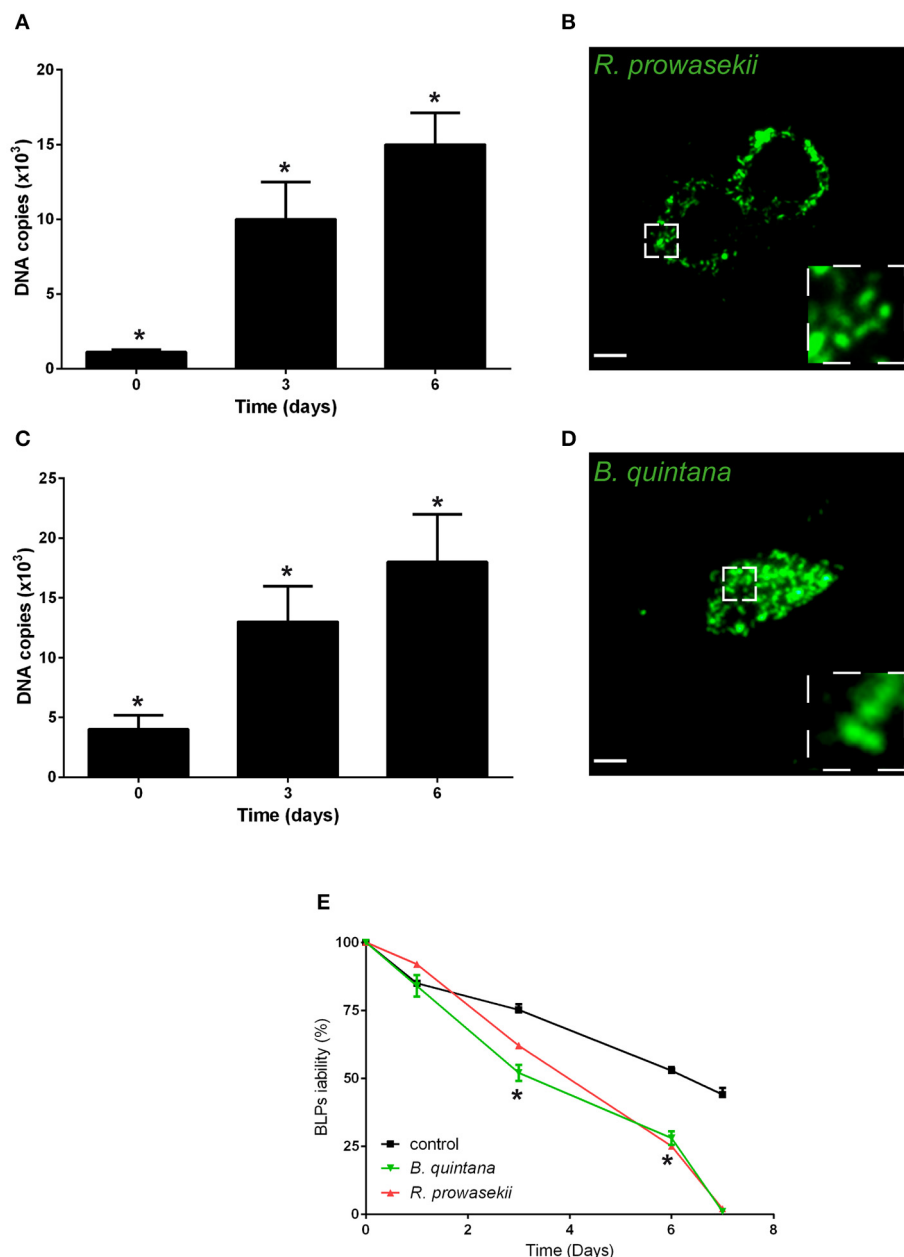 A
DNA copies (x10³)
20
15
10
5
0
*
*
*
0 3 6
Time (days)
B
R. prowasekii
C
DNA copies (x10³)
25
20
15
10
5
0
*
*
*
0 3 6
Time (days)
D
B. quintana
E
BLPs iability (%)
100
75
50
25
0
*
*
control
B. quintana
R. prowasekii
0 2 4 6 8
Time (Days)